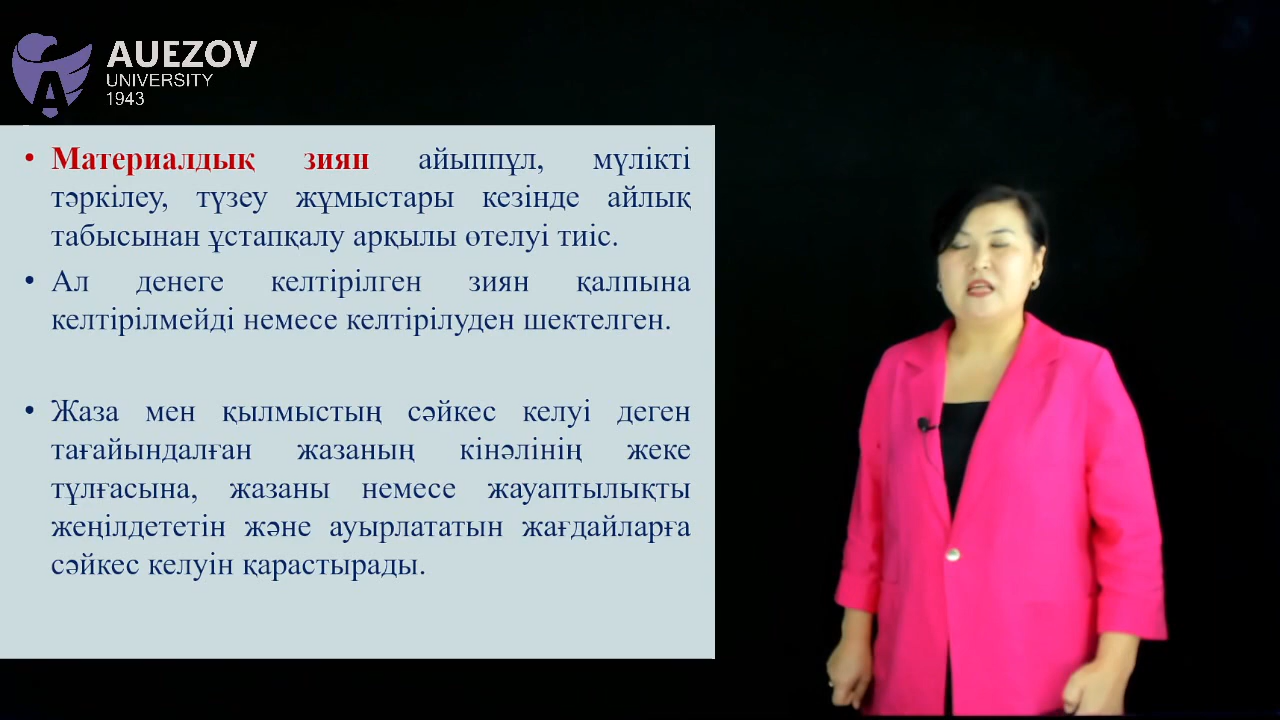 AUEZOV
UNIVERSITY
1943
• Материалдық зиян айыппұл, мүлікті
тәркілеу, түзеу жұмыстары кезінде айлық
табысынан ұстапқалу арқылы өтелуі тиіс.
• Ал денеге келтірілген зиян қалпына
келтірілмейді немесе келтірілуден шектелген.
• Жаза мен қылмыстың сәйкес келуі деген
тағайындалған жазаның кінәлінің жеке
тұлғасына, жазаны немесе жауаптылықты
жеңілдететін және ауырлататын жағдайларға
сәйкес келуін қарастырады.